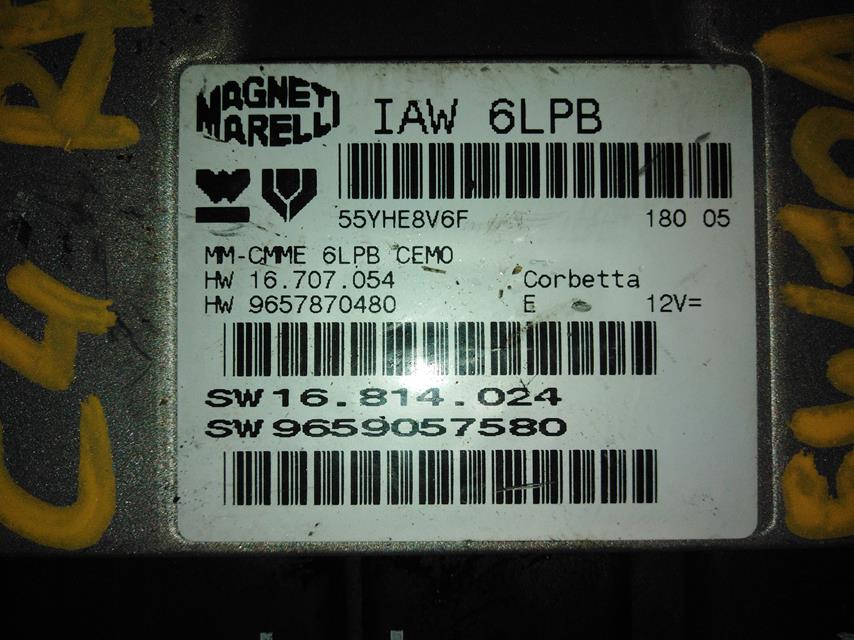 MAGNETI
MARELLI
IAW 6LPB
55YHE8V6F 180 05
MM-CMME 6LPB CEMO
HW 16.707.054 Corbetta
HW 9657870480 E 12V=
SW 16.814.024
SW 9659057580
C4